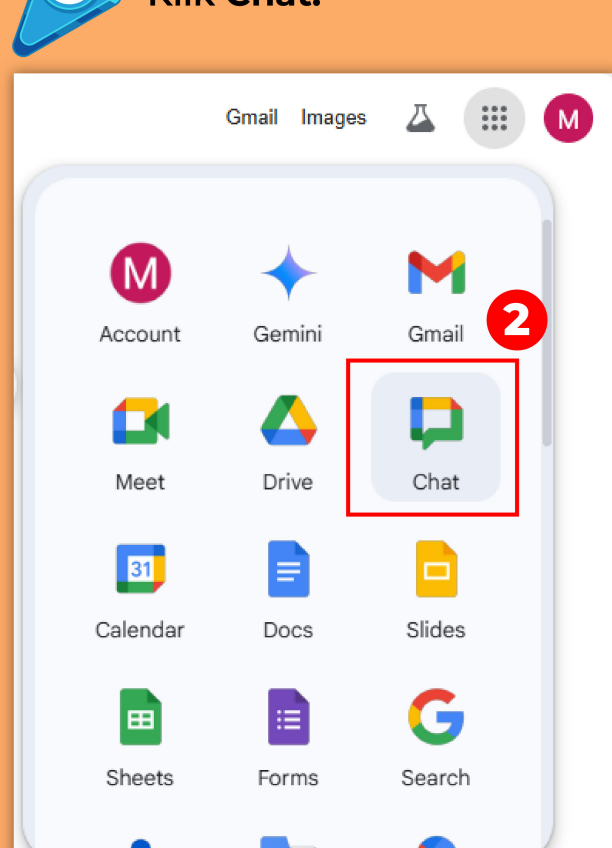 Klik Chat.
Gmail Images M
M
Account Gemini Gmail
2
Meet Drive Chat
31
Calendar Docs Slides
Sheets Forms Search